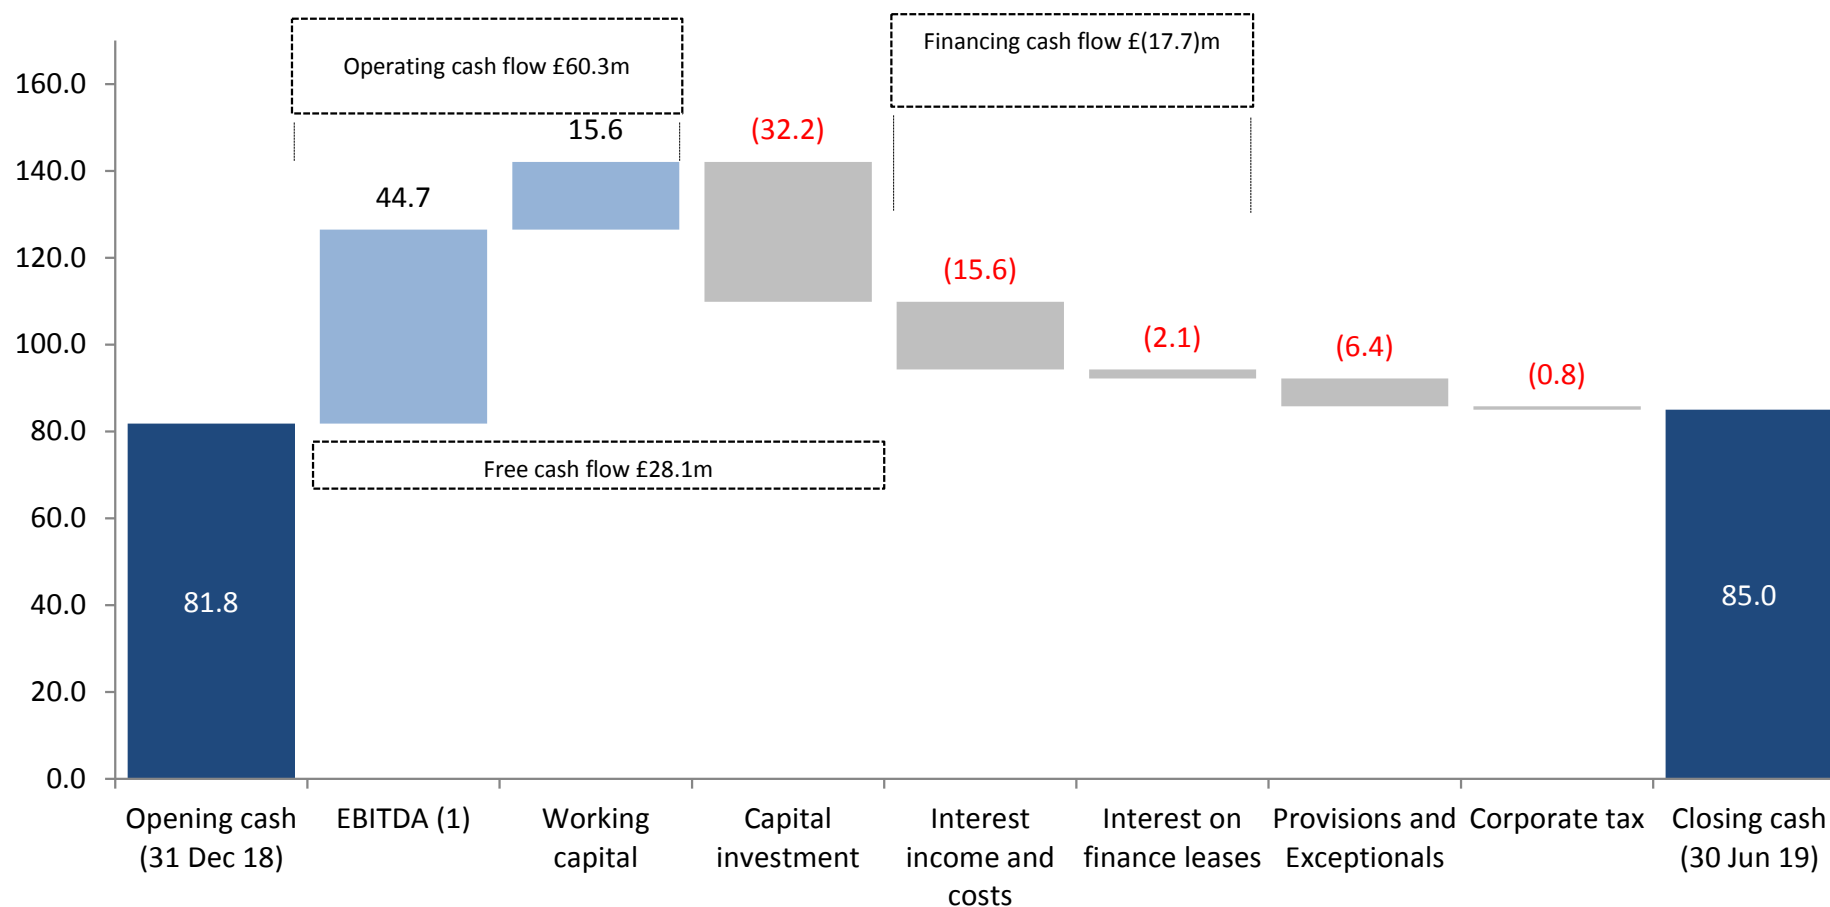 Operating cash flow £60.3m
Financing cash flow £(17.7)m
160.0
140.0
120.0
100.0
80.0
60.0
40.0
20.0
0.0
81.8
44.7
15.6
(32.2)
(15.6)
(2.1)
(6.4)
(0.8)
85.0
Free cash flow £28.1m
Opening cash
(31 Dec 18)
EBITDA (1)
Working
capital
Capital
investment
Interest
income and
costs
Interest on
finance leases
Provisions and
Exceptionals
Corporate tax
Closing cash
(30 Jun 19)